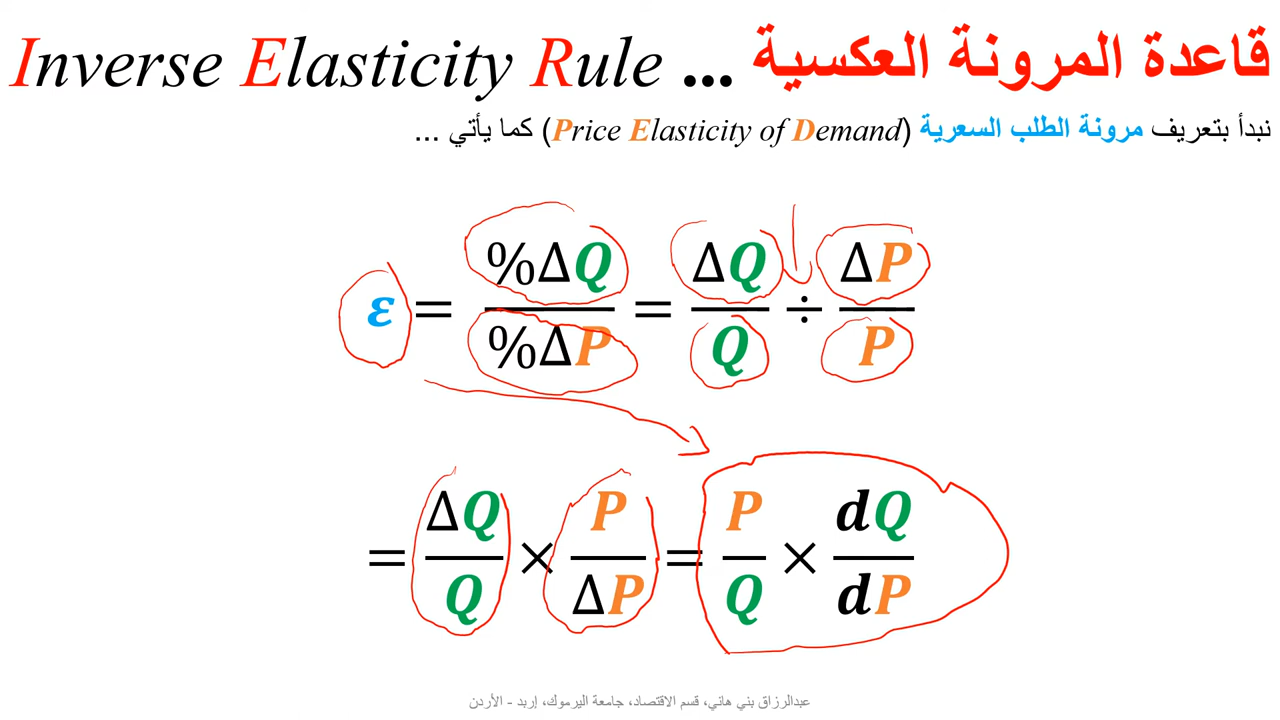 Inverse Elasticity Rule ... قاعدة المرونة العكسية
نبدأ بتعريف مرونة الطلب السعرية (Price Elasticity of Demand) كما يأتي ...
ε = %ΔQ / %ΔP = ΔQ / Q ÷ ΔP / P
= ΔQ / Q × P / ΔP = P / Q × dQ / dP
عبدالرزاق بني هاني، قسم الاقتصاد، جامعة اليرموك، إربد - الأردن